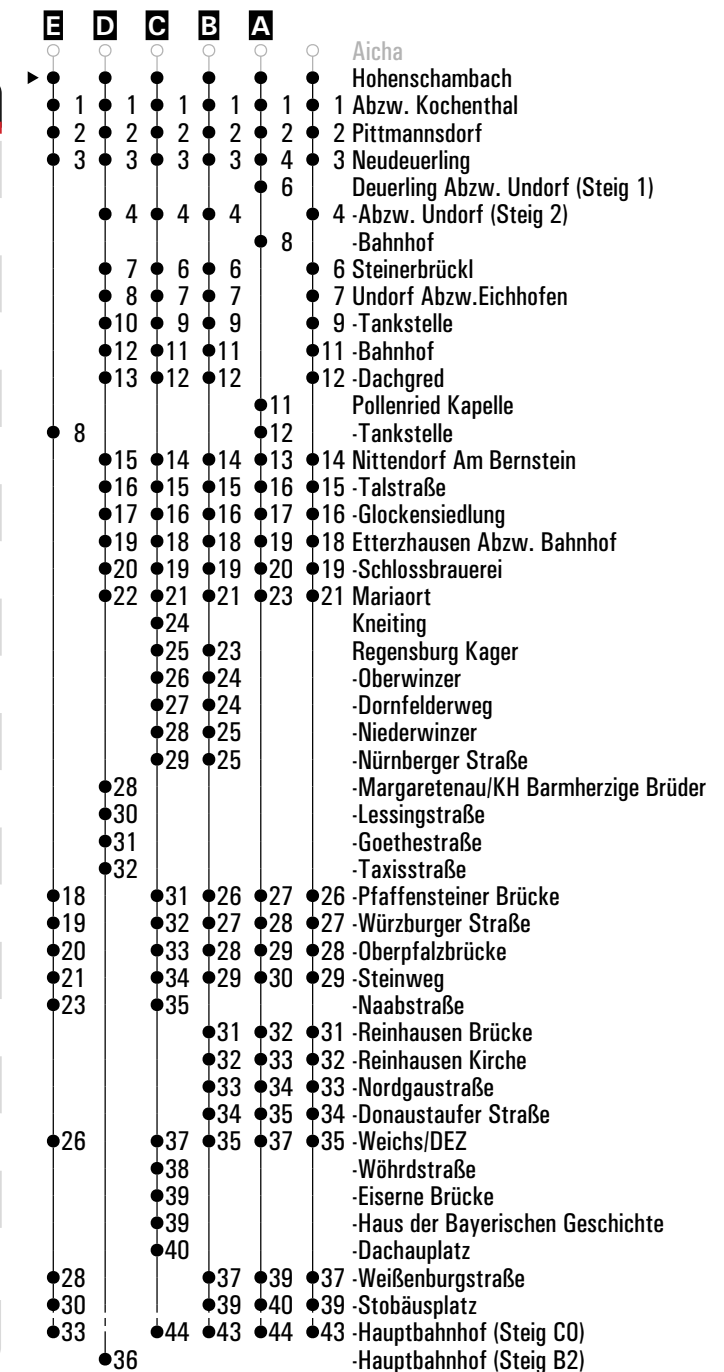 E D C B A
Aicha
Hohenschambach
1 1 1 1 1 1 Abzw. Kochenthal
2 2 2 2 2 2 Pittmannsdorf
3 3 3 3 4 3 Neudeuerling
6 Deuerling Abzw. Undorf (Steig 1)
4 4 4 4 -Abzw. Undorf (Steig 2)
8 -Bahnhof
7 6 6 6 Steinerbrückl
8 7 7 7 Undorf Abzw.Eichhofen
10 9 9 9 -Tankstelle
12 11 11 11 -Bahnhof
13 12 12 12 -Dachgred
11 Pollenried Kapelle
8 12 -Tankstelle
15 14 14 13 14 Nittendorf Am Bernstein
16 15 15 16 15 -Talstraße
17 16 16 17 16 -Glockensiedlung
19 18 18 19 18 Etterzhausen Abzw. Bahnhof
20 19 19 20 19 -Schlossbrauerei
22 21 21 23 21 Mariaort
24 Kneiting
25 23 Regensburg Kager
26 24 -Oberwinzer
27 24 -Dornfelderweg
28 25 -Niederwinzer
29 25 -Nürnberger Straße
28 -Margaretenau/KH Barmherzige Brüder
30 -Lessingstraße
31 -Goethestraße
32 -Taxisstraße
18 31 26 27 26 -Pfaffensteiner Brücke
19 32 27 28 27 -Würzburger Straße
20 33 28 29 28 -Oberpfalzbrücke
21 34 29 30 29 -Steinweg
23 35 -Naabstraße
31 32 31 -Reinhausen Brücke
32 33 32 -Reinhausen Kirche
33 34 33 -Nordgaustraße
34 35 34 -Donaustaufer Straße
26 37 35 37 35 -Weichs/DEZ
38 -Wöhrdstraße
39 -Eiserne Brücke
39 -Haus der Bayerischen Geschichte
40 -Dachauplatz
28 37 39 37 -Weißenburgstraße
30 39 40 39 -Stobäusplatz
33 44 43 44 43 -Hauptbahnhof (Steig C0)
36 -Hauptbahnhof (Steig B2)